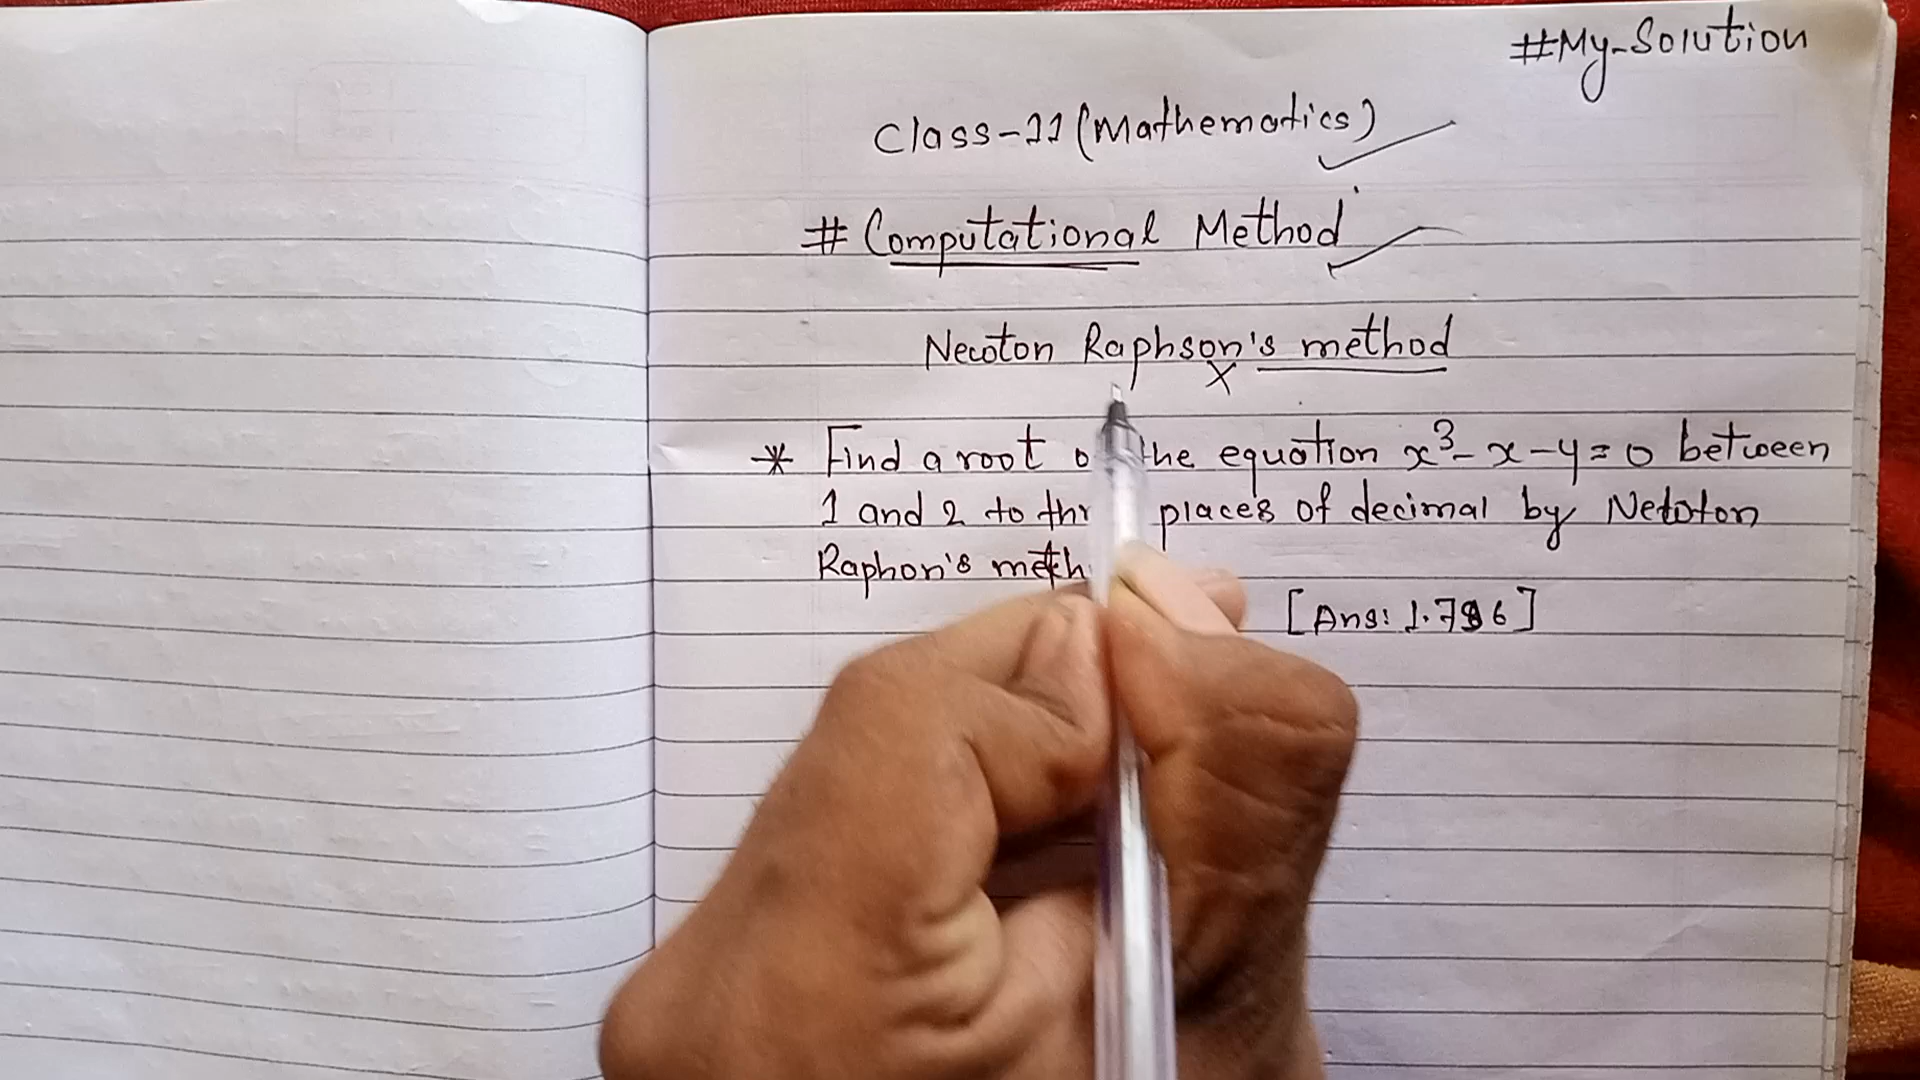 #My-Solution
Class-11 (Mathematics)
# Computational Method
Newton Raphson's method
* Find a root the equation x³-x-4=0 between
1 and 2 to places of decimal by Newton
Raphon's
[Ans: 1.796]